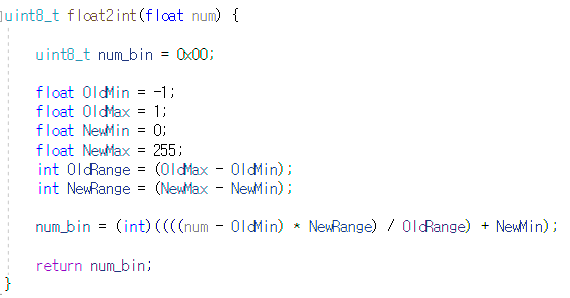 uint8_t float2int(float num) {
uint8_t num_bin = 0x00;
float OldMin = -1;
float OldMax = 1;
float NewMin = 0;
float NewMax = 255;
int OldRange = (OldMax - OldMin);
int NewRange = (NewMax - NewMin);
num_bin = (int)((((num - OldMin) * NewRange) / OldRange) + NewMin);
return num_bin;
}